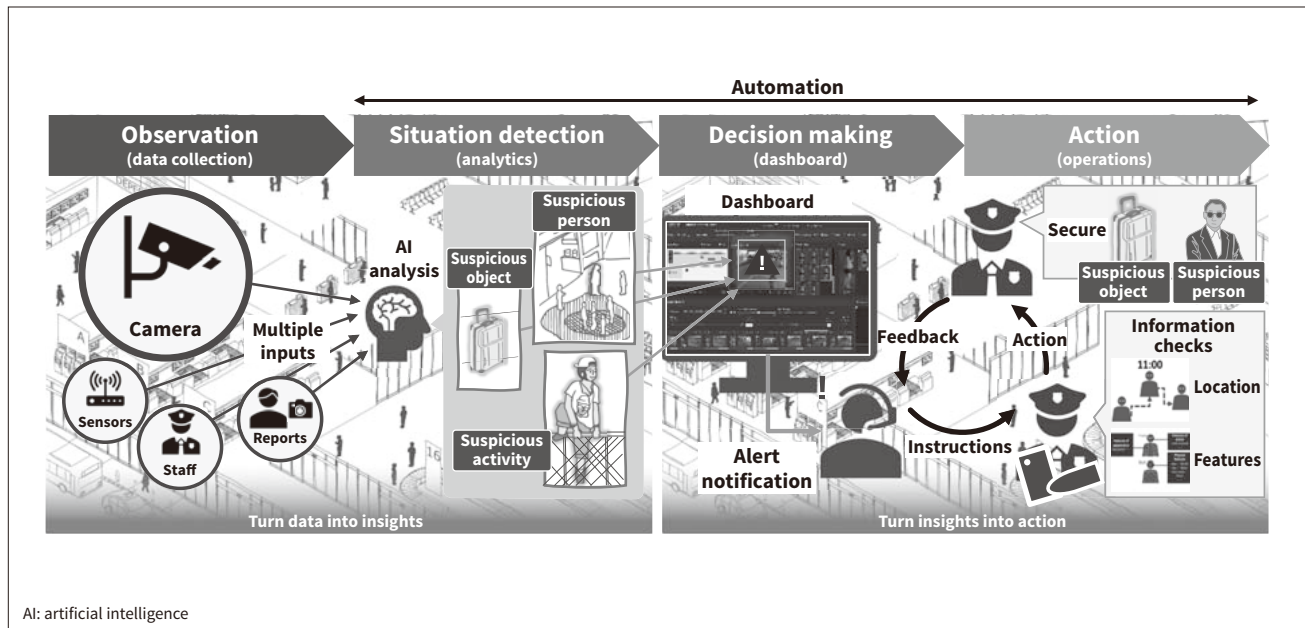 Automation
Observation
(data collection)
Situation detection
(analytics)
Decision making
(dashboard)
Action
(operations)
Camera
Sensors
Staff
Reports
Multiple
inputs
AI
analysis
Suspicious
person
Suspicious
object
Suspicious
activity
Dashboard
!
!
Alert
notification
Feedback
Action
Instructions
Secure
Suspicious
object
Suspicious
person
Information
checks
11:00
Location
Features
16
Turn data into insights
Turn insights into action
AI: artificial intelligence